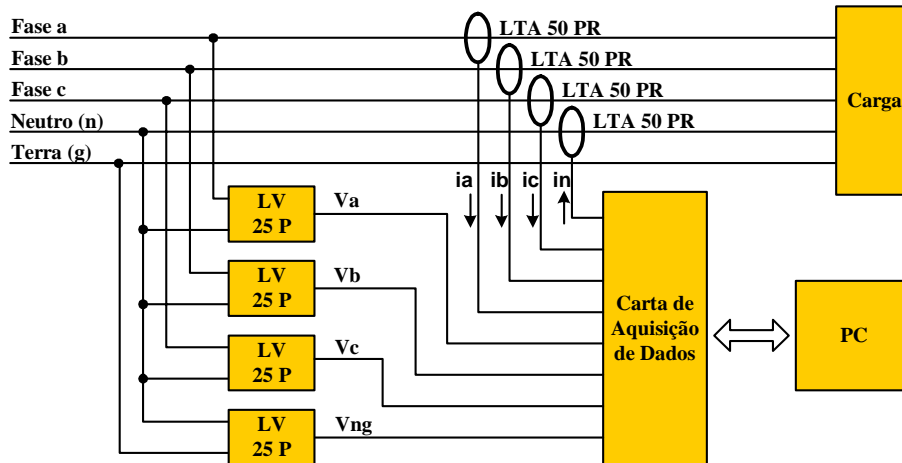 Fase a
LTA 50 PR
Fase b
LTA 50 PR
Fase c
LTA 50 PR
Neutro (n)
LTA 50 PR
Terra (g)
Carga
ia
ib
ic
in
LV
25 P
Va
LV
25 P
Vb
LV
25 P
Vc
LV
25 P
Vng
Carta de
Aquisição
de Dados
PC